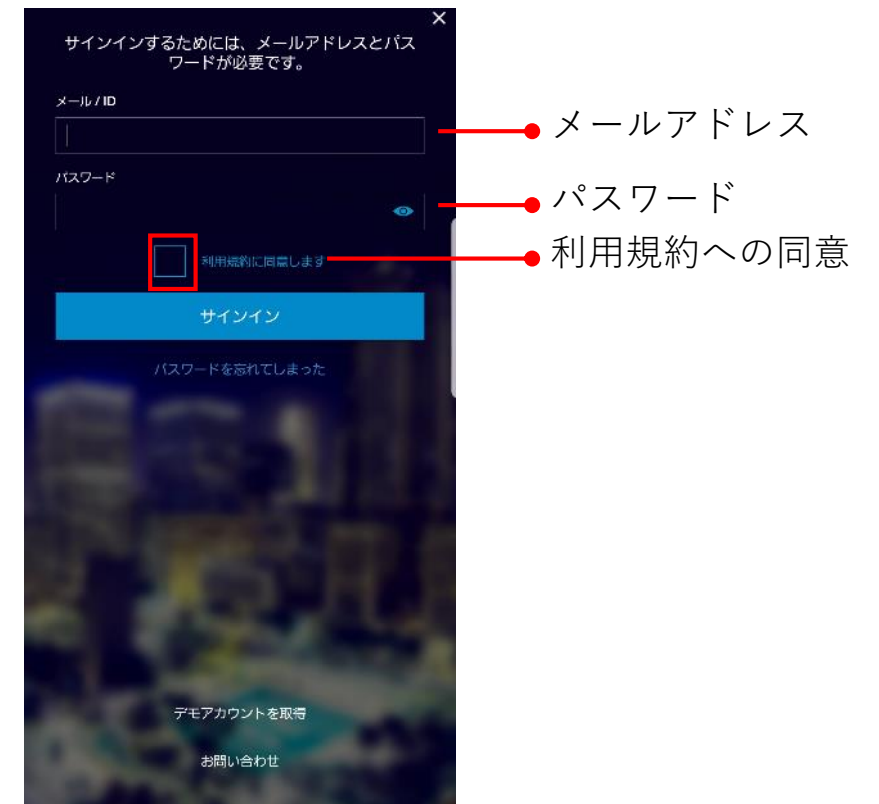 ×
サインインするためには、メールアドレスとパス
ワードが必要です。
メール / ID
メールアドレス
パスワード
パスワード
利用規約に同意します
利用規約への同意
サインイン
パスワードを忘れてしまった
デモアカウントを取得
お問い合わせ